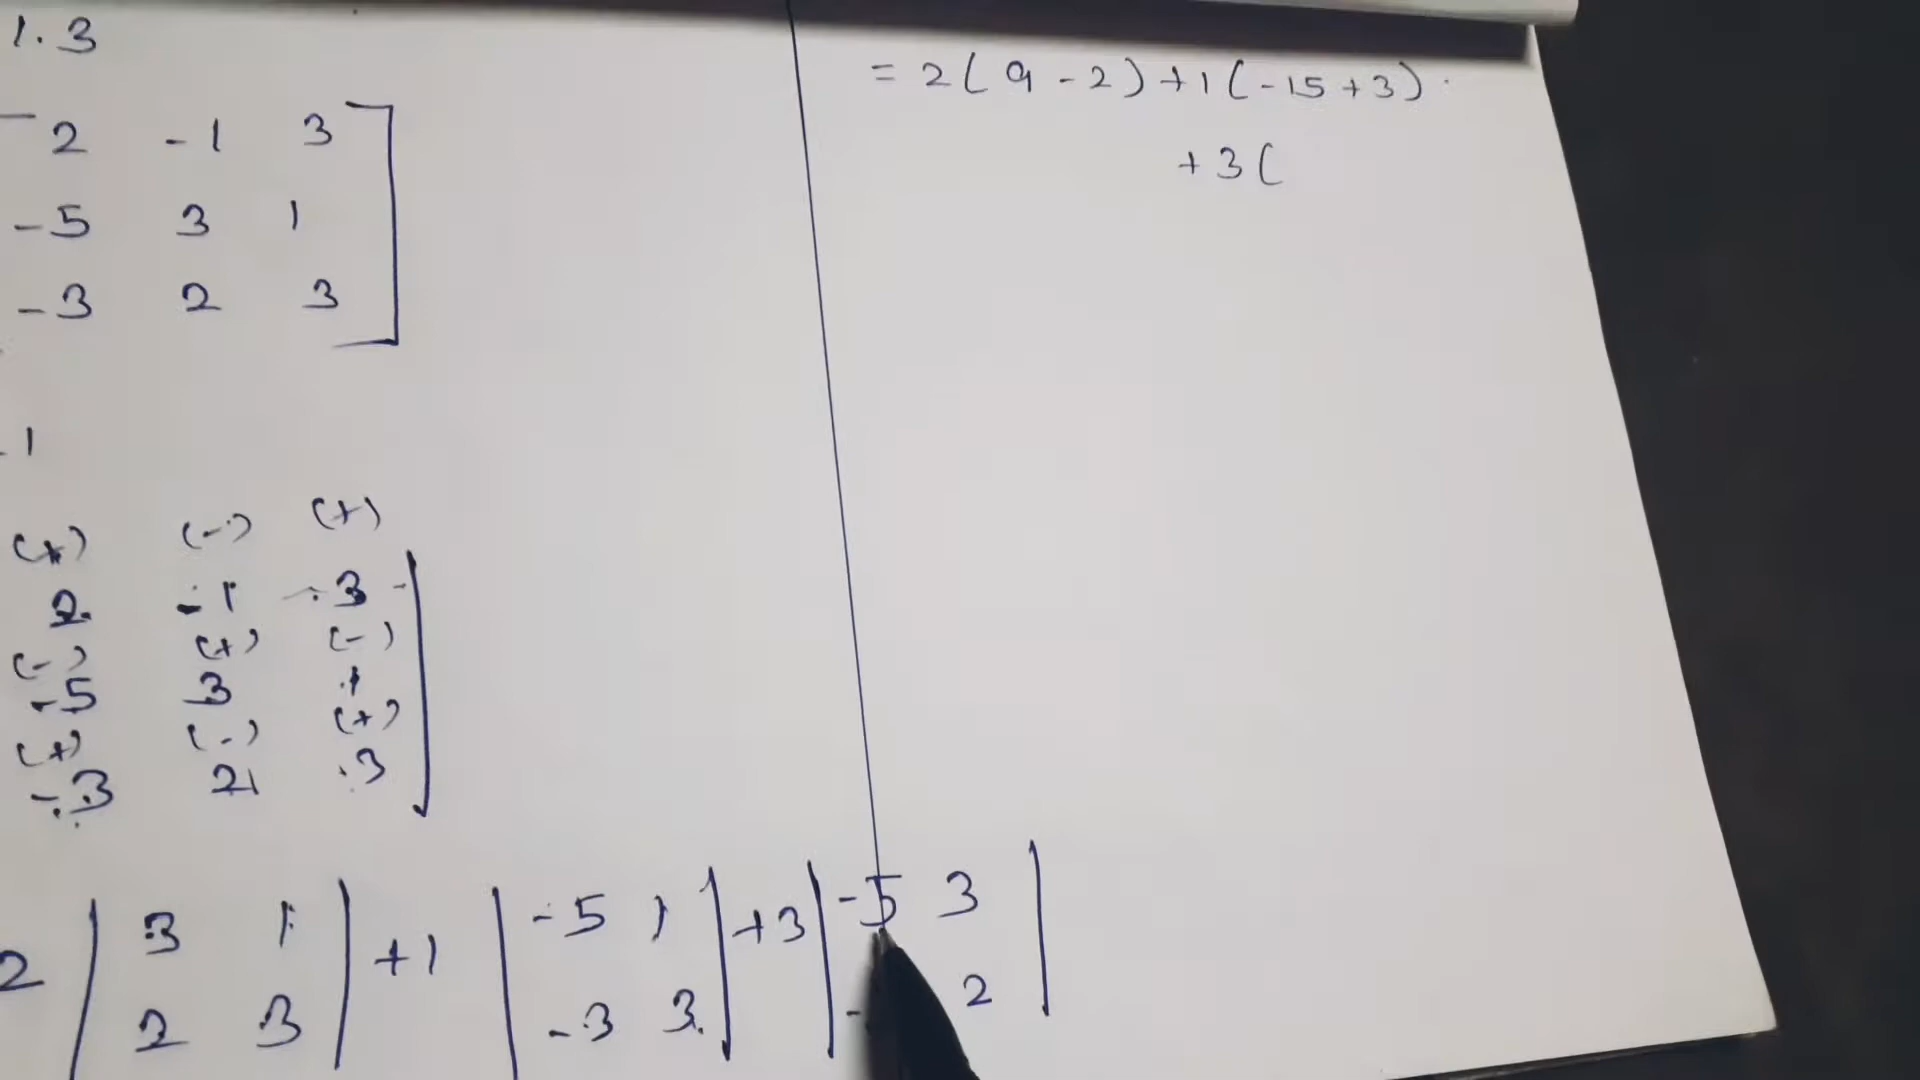 1.3
2 -1 3
-5 3 1
-3 2 3
1
(+) (-) (+)
2 -1 3
(-) (+) (-)
-5 3 1
(+) (-) (+)
-3 2 3
2 | 3 1 | +1 | -5 1 | +3 | -5 3 |
2 3 -3 3 - 2
= 2(9-2)+1(-15+3)
+3(